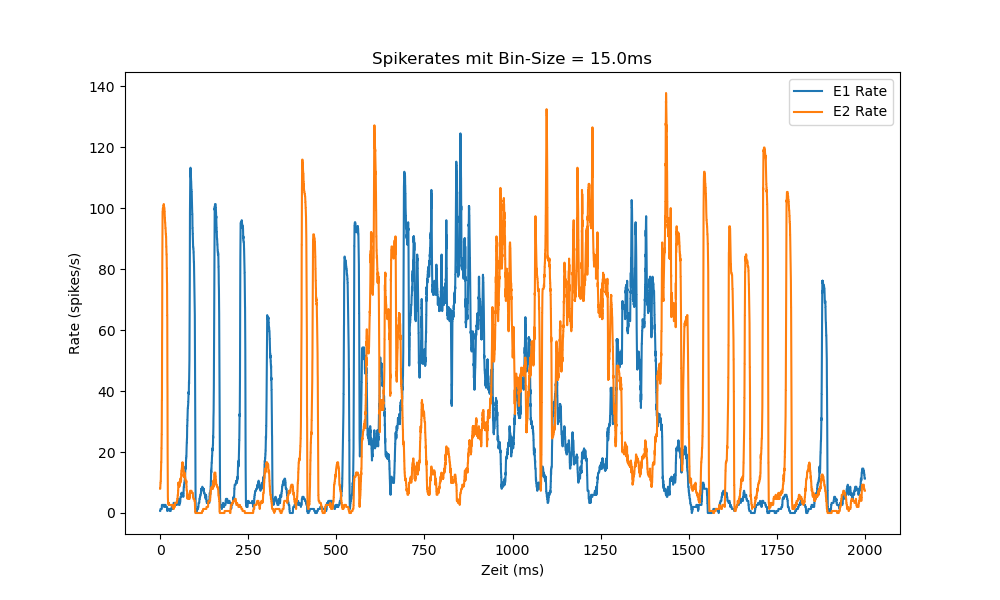 Spikerates mit Bin-Size = 15.0ms
E1 Rate
E2 Rate
Rate (spikes/s)
140
120
100
80
60
40
20
0
0 250 500 750 1000 1250 1500 1750 2000
Zeit (ms)